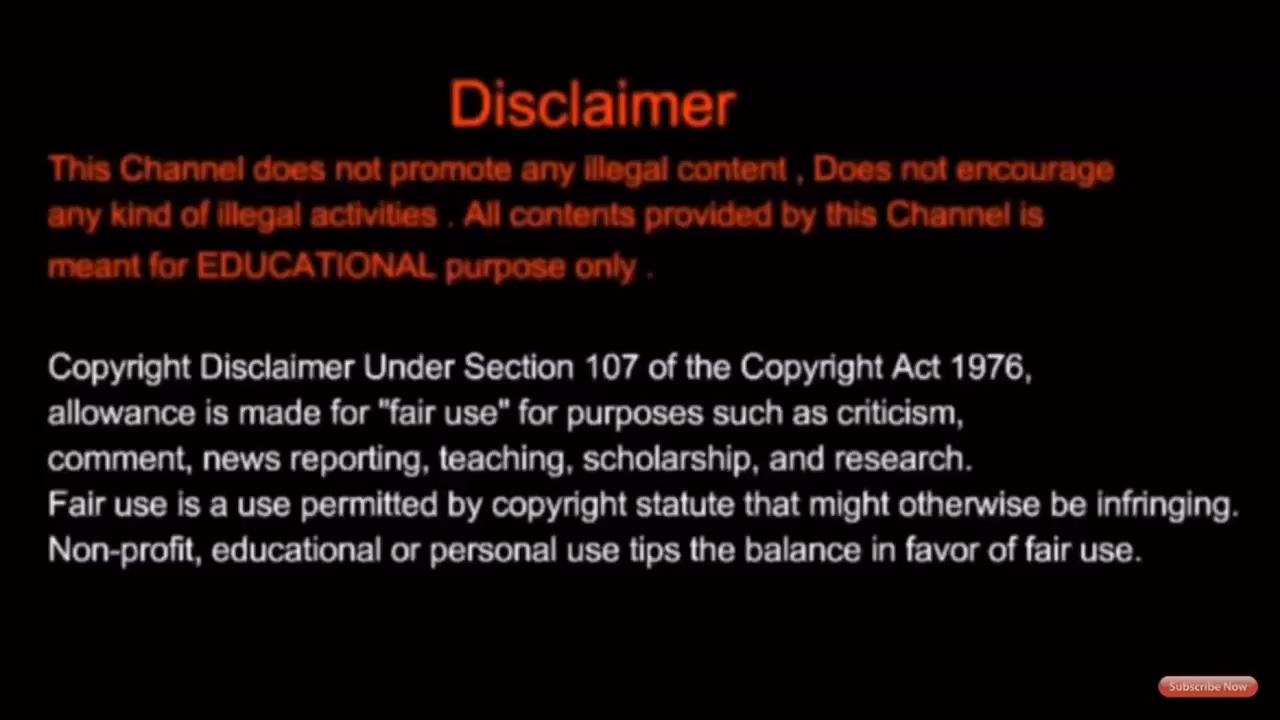 Disclaimer
This Channel does not promote any illegal content , Does not encourage
any kind of illegal activities . All contents provided by this Channel is
meant for EDUCATIONAL purpose only .
Copyright Disclaimer Under Section 107 of the Copyright Act 1976,
allowance is made for "fair use" for purposes such as criticism,
comment, news reporting, teaching, scholarship, and research.
Fair use is a use permitted by copyright statute that might otherwise be infringing.
Non-profit, educational or personal use tips the balance in favor of fair use.
Subscribe Now